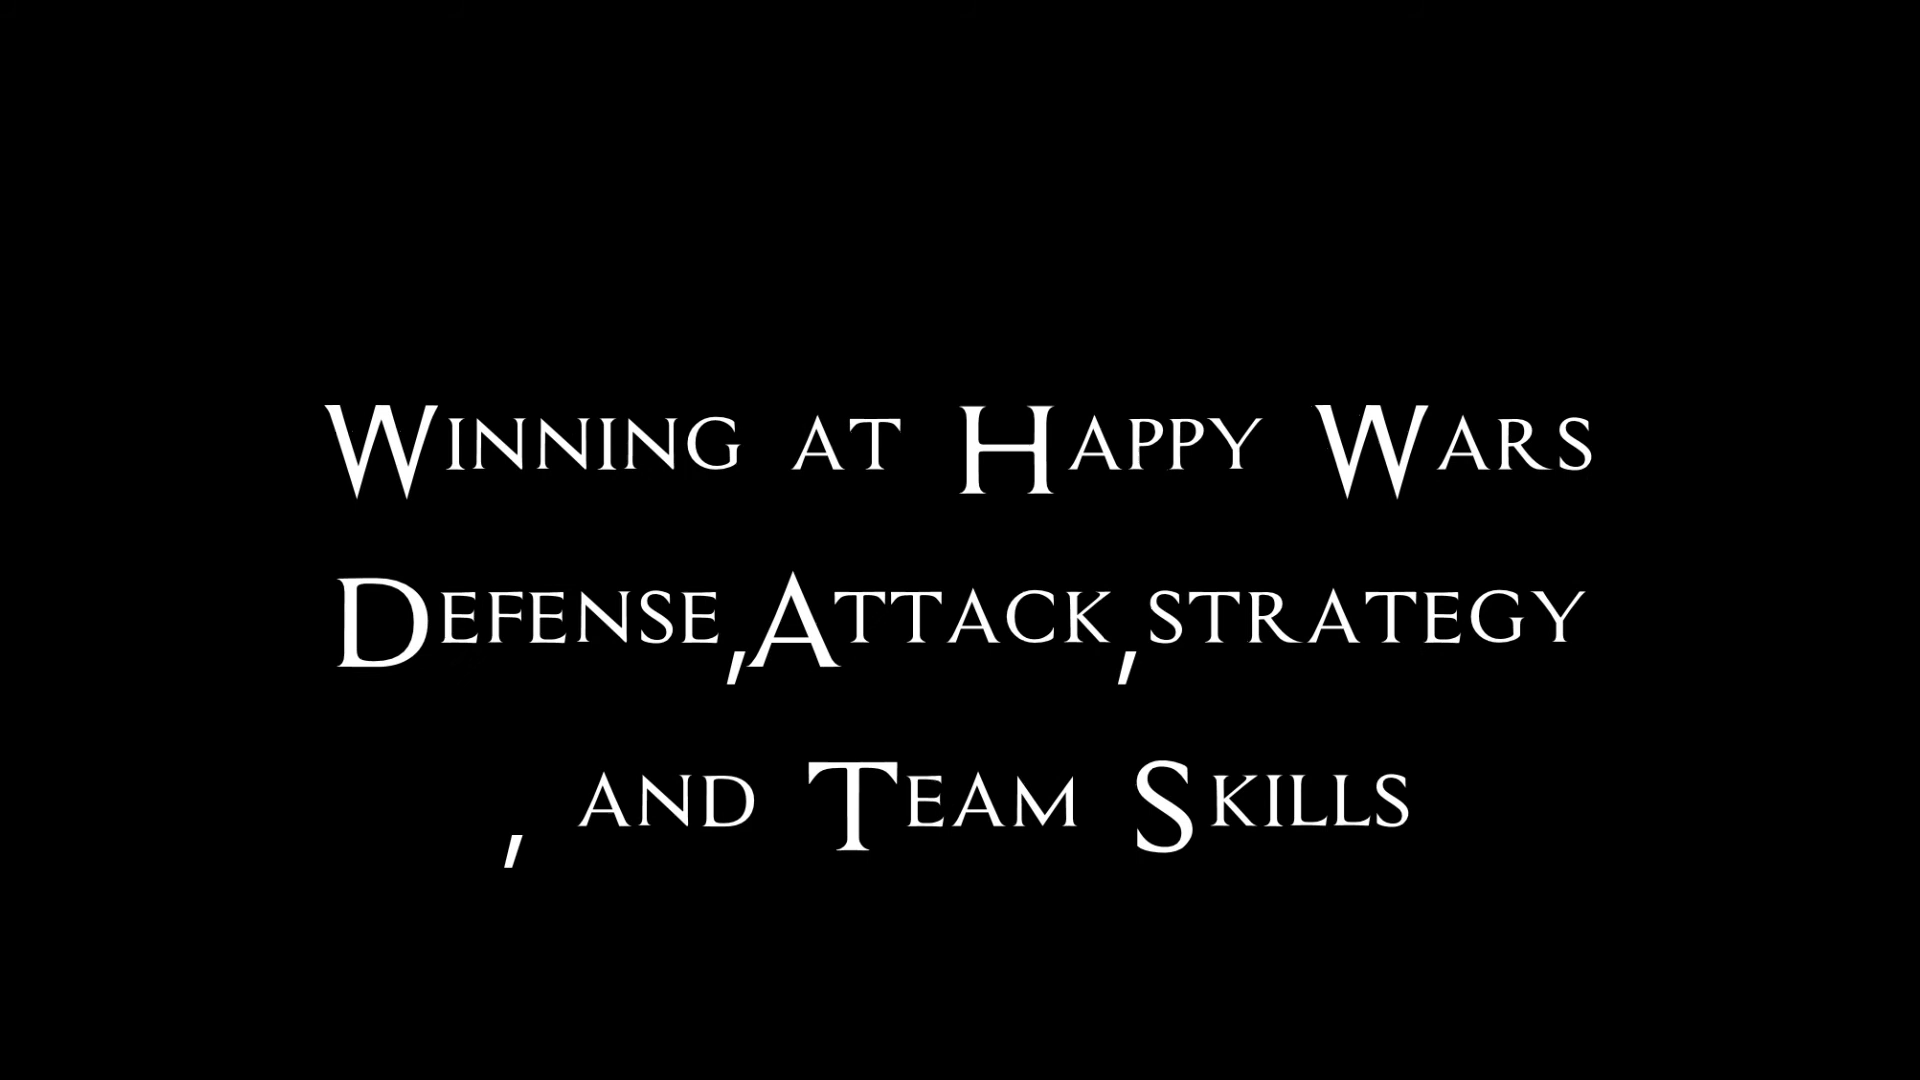 Winning at Happy Wars
Defense,Attack,strategy
, and Team Skills